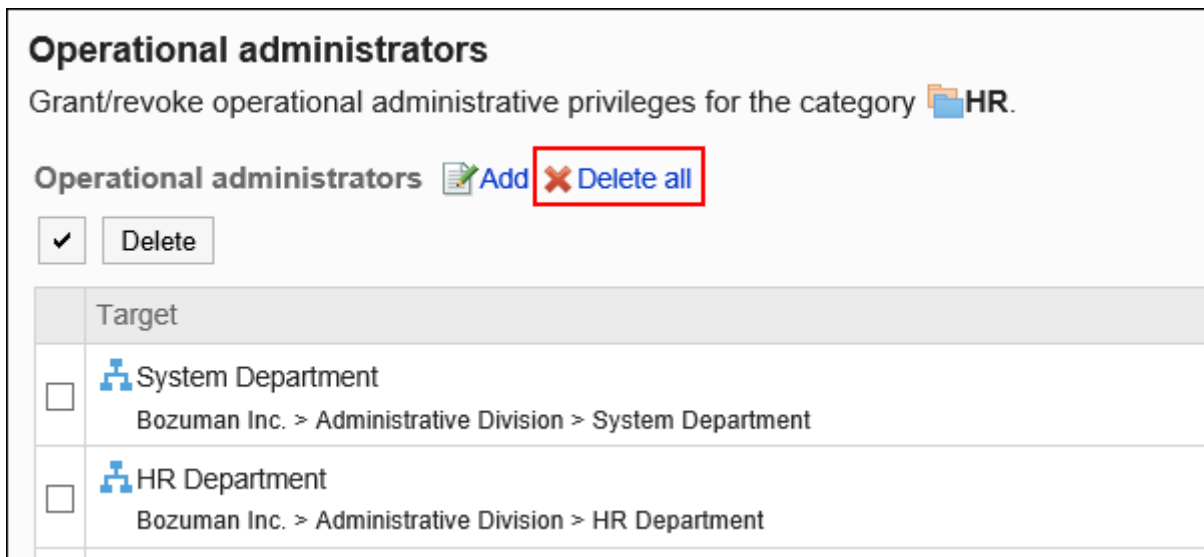 Operational administrators
Grant/revoke operational administrative privileges for the category HR.
Operational administrators Add Delete all
Delete
Target
System Department
Bozuman Inc. > Administrative Division > System Department
HR Department
Bozuman Inc. > Administrative Division > HR Department